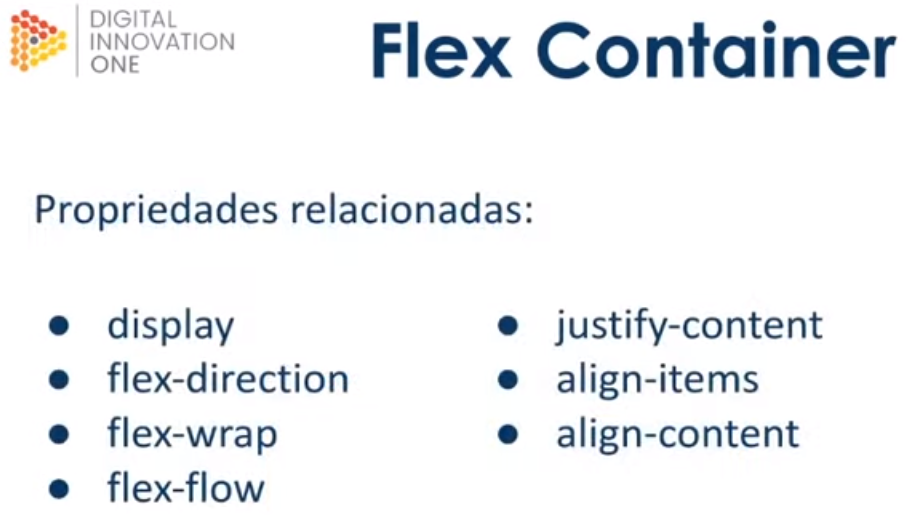 DIGITAL
INNOVATION
ONE
Flex Container
Propriedades relacionadas:
● display
● flex-direction
● flex-wrap
● flex-flow
● justify-content
● align-items
● align-content